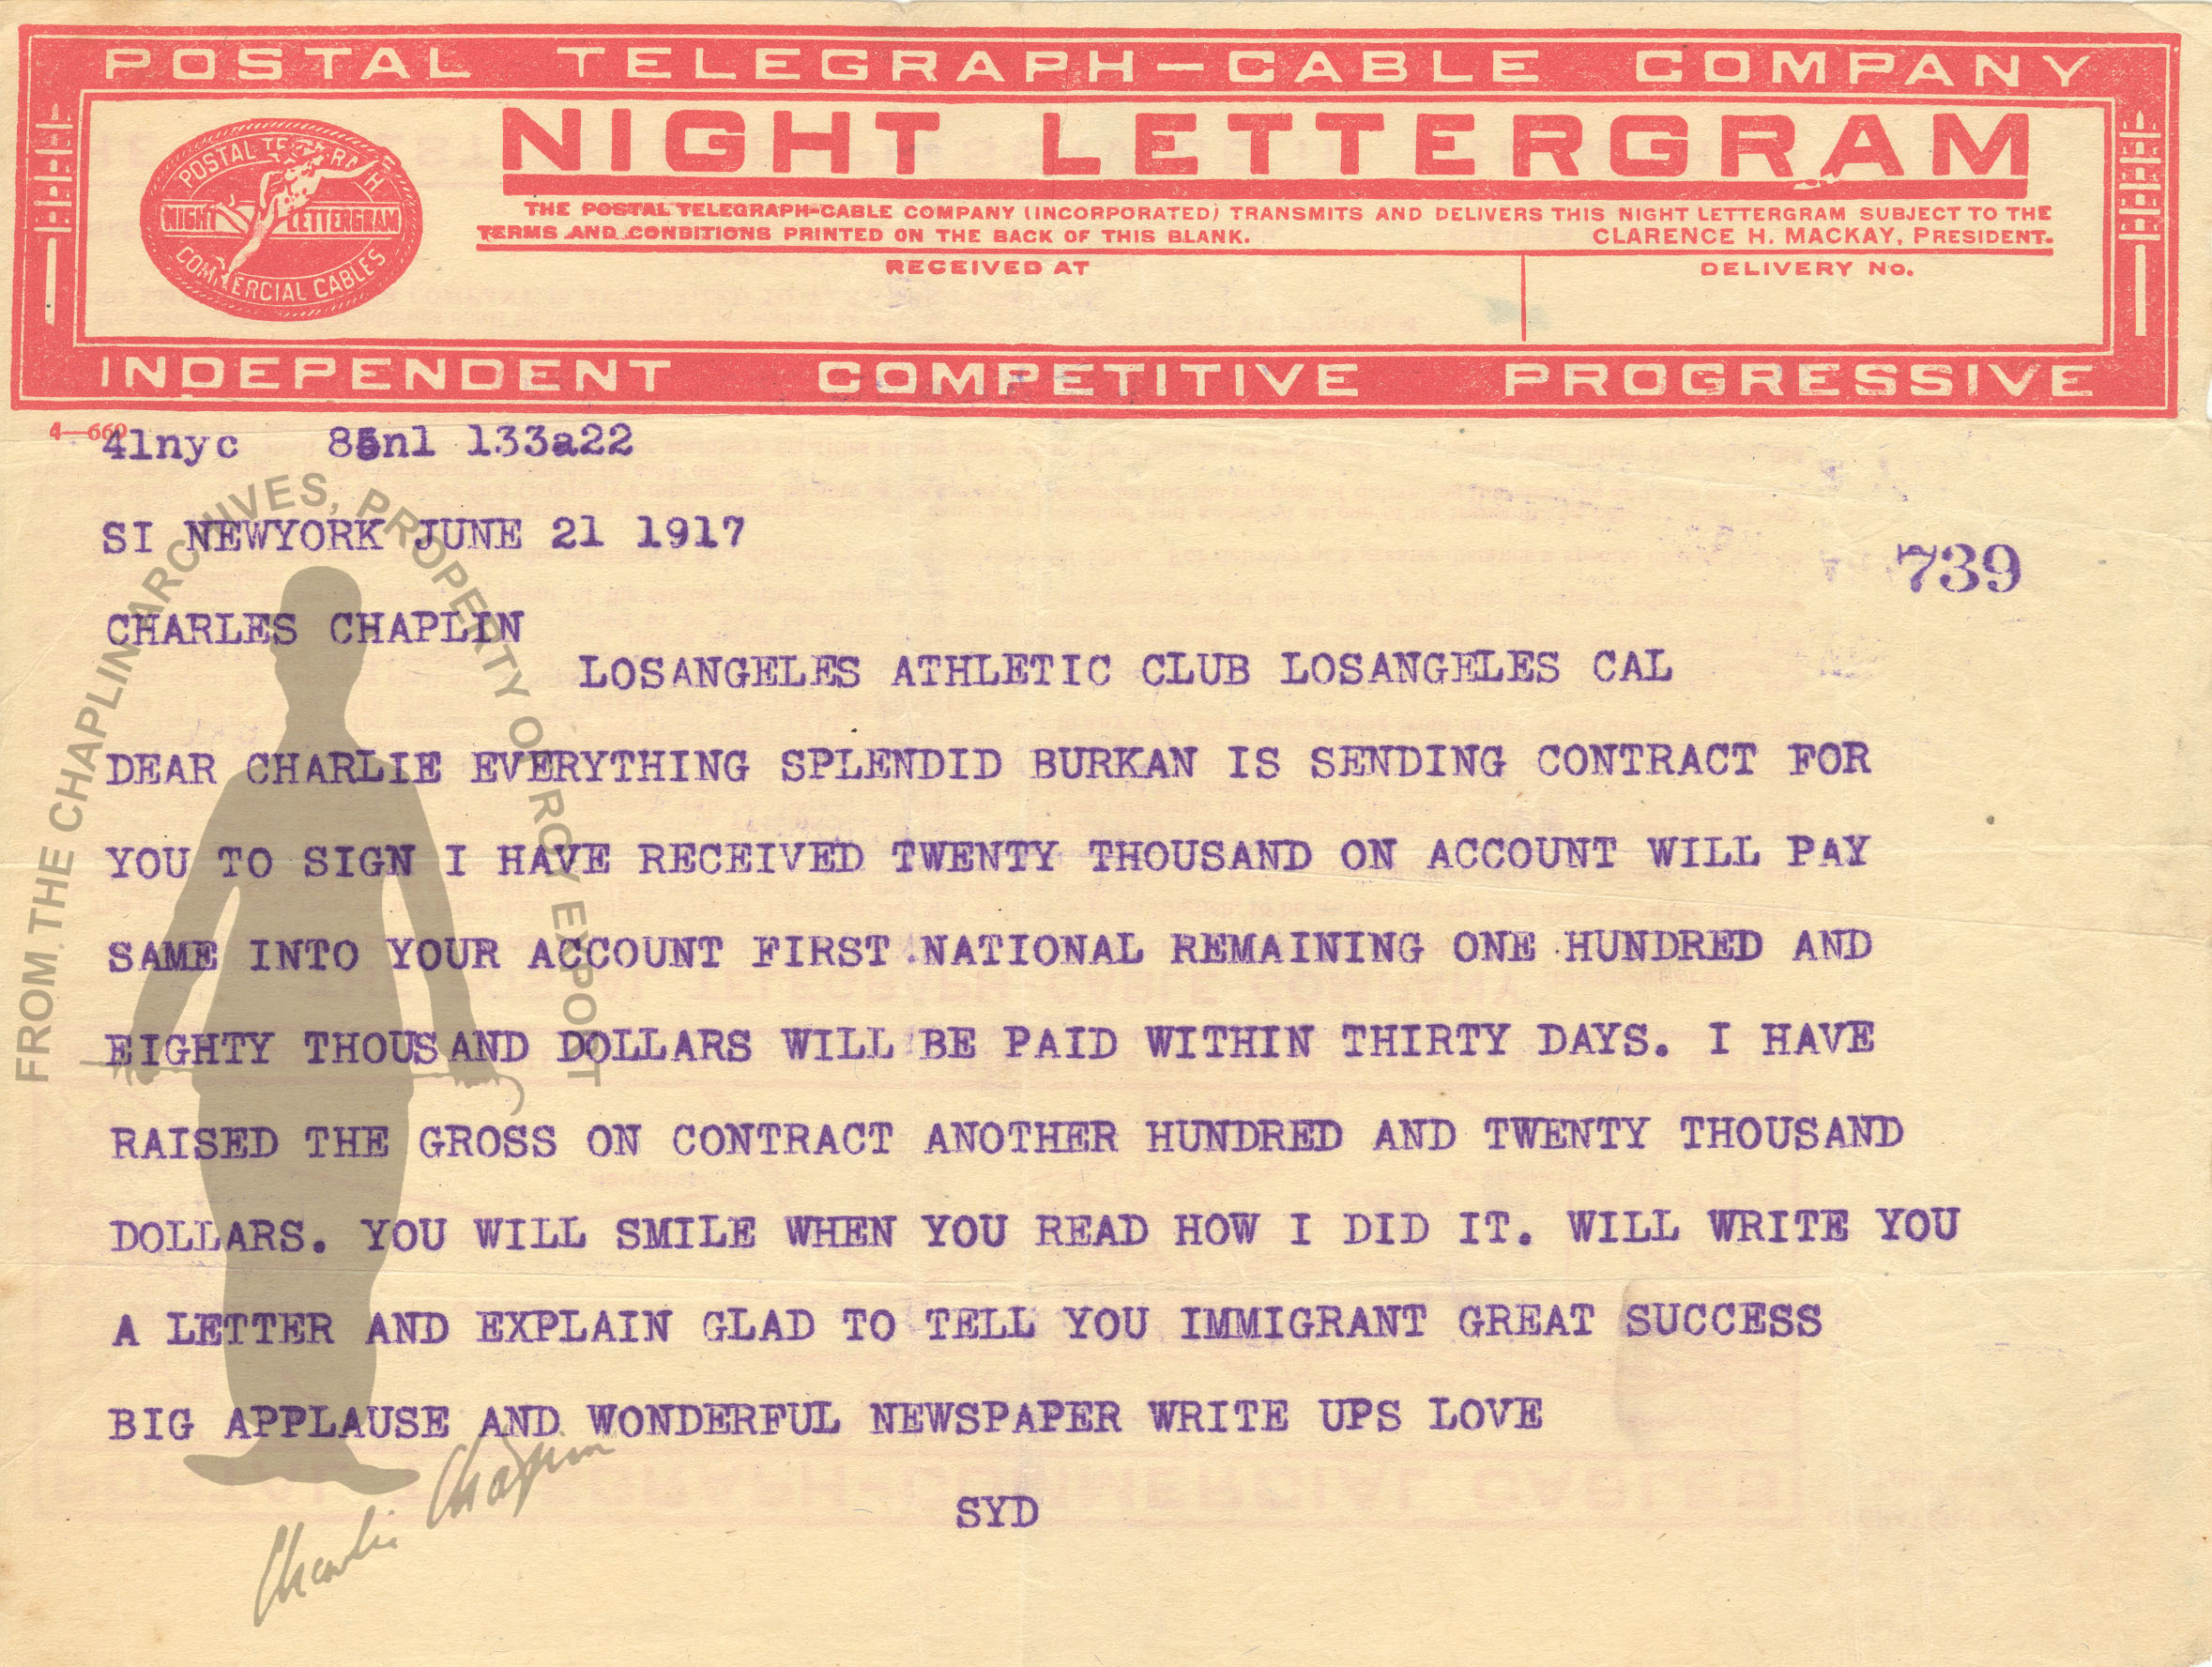 POSTAL TELEGRAPH-CABLE COMPANY
NIGHT LETTERGRAM
POSTAL TELEGRAPH
NIGHT LETTERGRAM
COMMERCIAL CABLES
THE POSTAL TELEGRAPH-CABLE COMPANY (INCORPORATED) TRANSMITS AND DELIVERS THIS NIGHT LETTERGRAM SUBJECT TO THE
TERMS AND CONDITIONS PRINTED ON THE BACK OF THIS BLANK.
CLARENCE H. MACKAY, PRESIDENT.
RECEIVED AT
DELIVERY No.
INDEPENDENT COMPETITIVE PROGRESSIVE
4—660
41nyc 85nl 133a22
SI NEWYORK JUNE 21 1917
739
CHARLES CHAPLIN
LOSANGELES ATHLETIC CLUB LOSANGELES CAL
DEAR CHARLIE EVERYTHING SPLENDID BURKAN IS SENDING CONTRACT FOR
YOU TO SIGN I HAVE RECEIVED TWENTY THOUSAND ON ACCOUNT WILL PAY
SAME INTO YOUR ACCOUNT FIRST NATIONAL REMAINING ONE HUNDRED AND
EIGHTY THOUSAND DOLLARS WILL BE PAID WITHIN THIRTY DAYS. I HAVE
RAISED THE GROSS ON CONTRACT ANOTHER HUNDRED AND TWENTY THOUSAND
DOLLARS. YOU WILL SMILE WHEN YOU READ HOW I DID IT. WILL WRITE YOU
A LETTER AND EXPLAIN GLAD TO TELL YOU IMMIGRANT GREAT SUCCESS
BIG APPLAUSE AND WONDERFUL NEWSPAPER WRITE UPS LOVE
SYD
FROM THE CHAPLIN ARCHIVES, PROPERTY OF ROY EXPORT
Charlie Chaplin